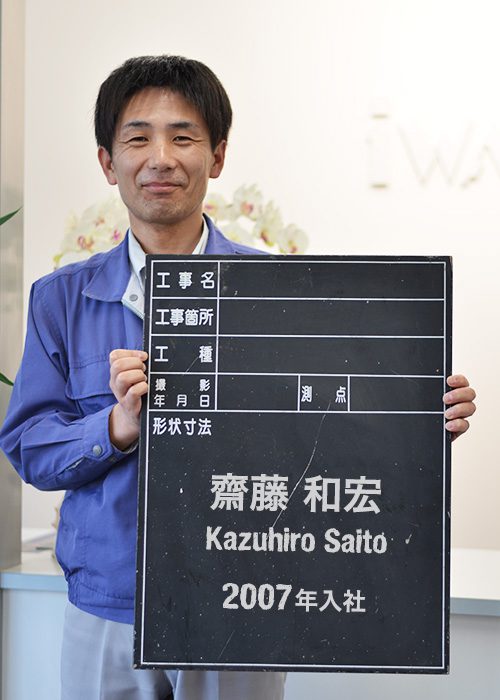 工事名
工事箇所
工種
撮影年月日 測点
形状寸法
齋藤 和宏
Kazuhiro Saito
2007年入社